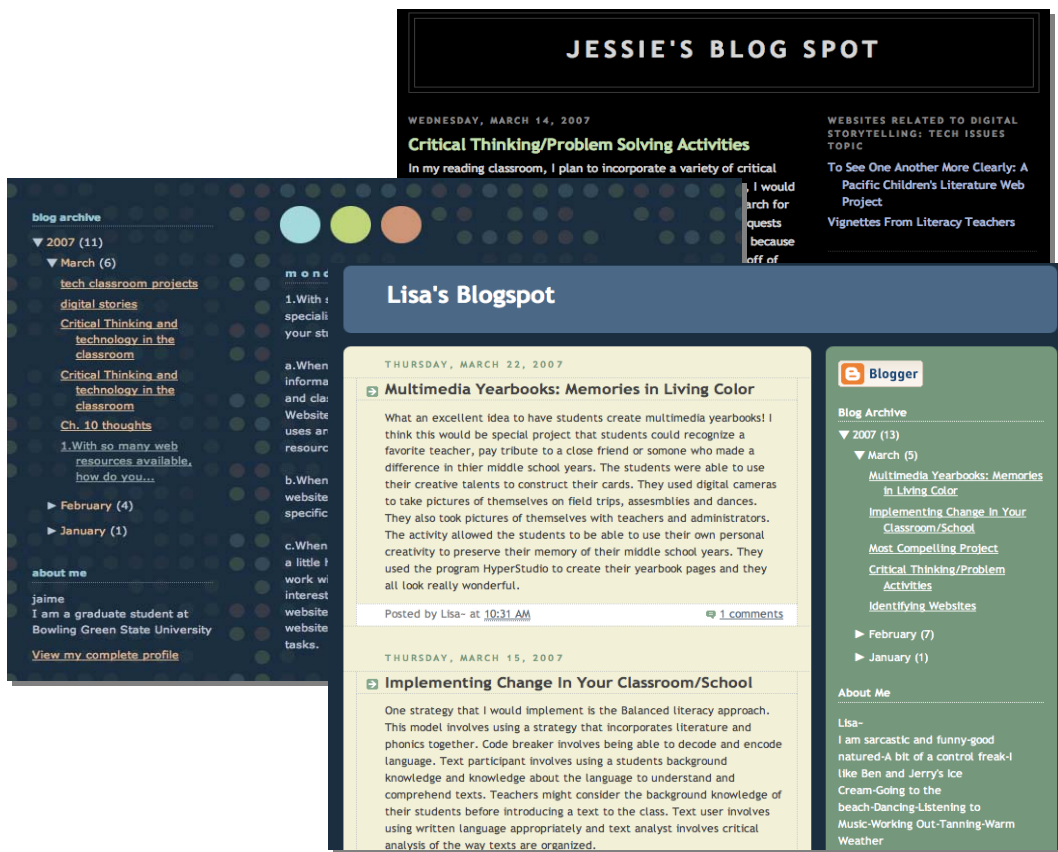 JESSIE'S BLOG SPOT
WEDNESDAY, MARCH 14, 2007
Critical Thinking/Problem Solving Activities
In my reading classroom, I plan to incorporate a variety of critical
, I would
arch for
quests
because
off of
WEBSITES RELATED TO DIGITAL
STORYTELLING: TECH ISSUES
TOPIC
To See One Another More Clearly: A
Pacific Children's Literature Web
Project
Vignettes From Literacy Teachers
blog archive
▼ 2007 (11)
▼ March (6)
tech classroom projects
digital stories
Critical Thinking and
technology in the
classroom
Critical Thinking and
technology in the
classroom
Ch. 10 thoughts
1.With so many web
resources available,
how do you...
► February (4)
► January (1)
about me
jaime
I am a graduate student at
Bowling Green State University
View my complete profile
mond
1.With s
speciali
your stu
a.When
informa
and clas
Website
uses ar
resourc
b.When
website
specific
c.When
a little h
work wi
interest
website
website
tasks.
Lisa's Blogspot
THURSDAY, MARCH 22, 2007
Multimedia Yearbooks: Memories in Living Color
What an excellent idea to have students create multimedia yearbooks! I
think this would be special project that students could recognize a
favorite teacher, pay tribute to a close friend or somone who made a
difference in thier middle school years. The students were able to use
their creative talents to construct their cards. They used digital cameras
to take pictures of themselves on field trips, assesmblies and dances.
They also took pictures of themselves with teachers and administrators.
The activity allowed the students to be able to use their own personal
creativity to preserve their memory of their middle school years. They
used the program HyperStudio to create their yearbook pages and they
all look really wonderful.
Posted by Lisa~ at 10:31 AM
1 comments
THURSDAY, MARCH 15, 2007
Implementing Change In Your Classroom/School
One strategy that I would implement is the Balanced literacy approach.
This model involves using a strategy that incorporates literature and
phonics together. Code breaker involves being able to decode and encode
language. Text participant involves using a students background
knowledge and knowledge about the language to understand and
comprehend texts. Teachers might consider the background knowledge of
their students before introducing a text to the class. Text user involves
using written language appropriately and text analyst involves critical
analysis of the way texts are organized.
Blogger
Blog Archive
▼ 2007 (13)
▼ March (5)
Multimedia Yearbooks: Memories
in Living Color
Implementing Change In Your
Classroom/School
Most Compelling Project
Critical Thinking/Problem
Activities
Identifying Websites
► February (7)
► January (1)
About Me
Lisa~
I am sarcastic and funny-good
natured-A bit of a control freak-I
like Ben and Jerry's Ice
Cream-Going to the
beach-Dancing-Listening to
Music-Working Out-Tanning-Warm
Weather